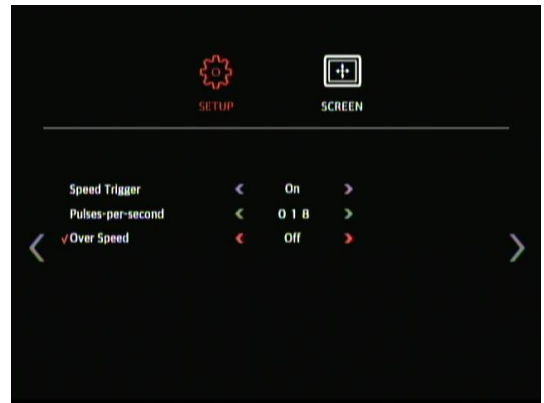 SETUP SCREEN
Speed Trigger On
Pulses-per-second 0 1 8
✓Over Speed Off